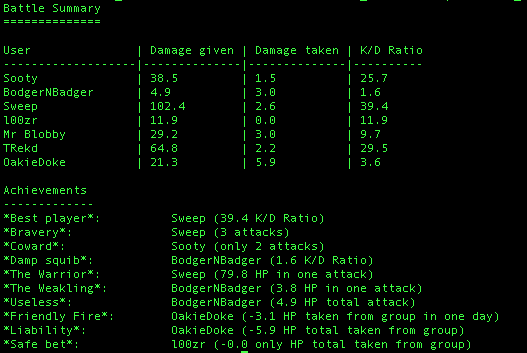 Battle Summary
==============
User | Damage given | Damage taken | K/D Ratio
-------------------|--------------|--------------|----------
Sooty | 38.5 | 1.5 | 25.7
BodgerNBadger | 4.9 | 3.0 | 1.6
Sweep | 102.4 | 2.6 | 39.4
l00zr | 11.9 | 0.0 | 11.9
Mr Blobby | 29.2 | 3.0 | 9.7
TRekd | 64.8 | 2.2 | 29.5
OakieDoke | 21.3 | 5.9 | 3.6
Achievements
-------------
*Best player*: Sweep (39.4 K/D Ratio)
*Bravery*: Sweep (3 attacks)
*Coward*: Sooty (only 2 attacks)
*Damp squib*: BodgerNBadger (1.6 K/D Ratio)
*The Warrior*: Sweep (79.8 HP in one attack)
*The Weakling*: BodgerNBadger (3.8 HP in one attack)
*Useless*: BodgerNBadger (4.9 HP total attack)
*Friendly Fire*: OakieDoke (-3.1 HP taken from group in one day)
*Liability*: OakieDoke (-5.9 HP total taken from group)
*Safe bet*: l00zr (-0.0 only HP total taken from group)